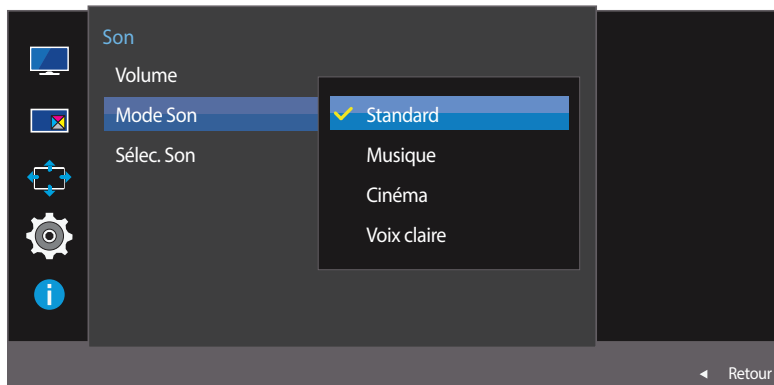 Son
Volume
Mode Son
Standard
Sélec. Son
Musique
Cinéma
Voix claire
Retour